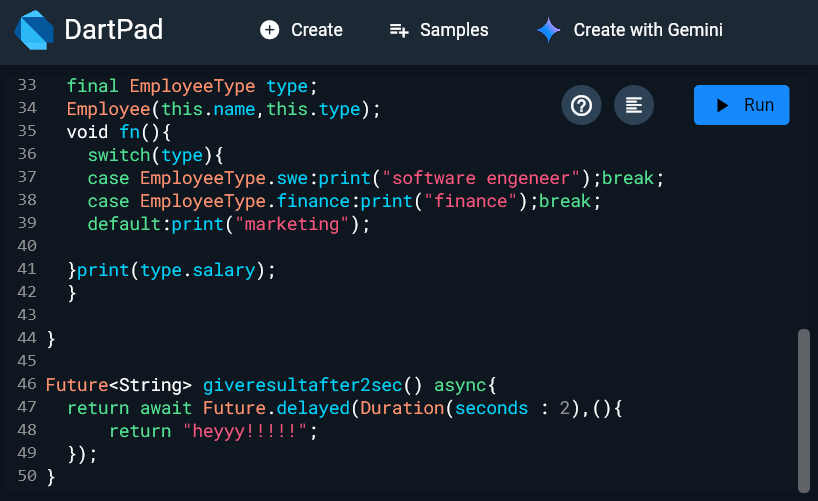 DartPad
Create
Samples
Create with Gemini
Run
33 final EmployeeType type;
34 Employee(this.name,this.type);
35 void fn(){
36 switch(type){
37 case EmployeeType.swe:print("software engeneer");break;
38 case EmployeeType.finance:print("finance");break;
39 default:print("marketing");
40
41 }print(type.salary);
42 }
43
44 }
45
46 Future<String> giveresultafter2sec() async{
47 return await Future.delayed(Duration(seconds : 2),(){
48 return "heyyy!!!!!";
49 });
50 }